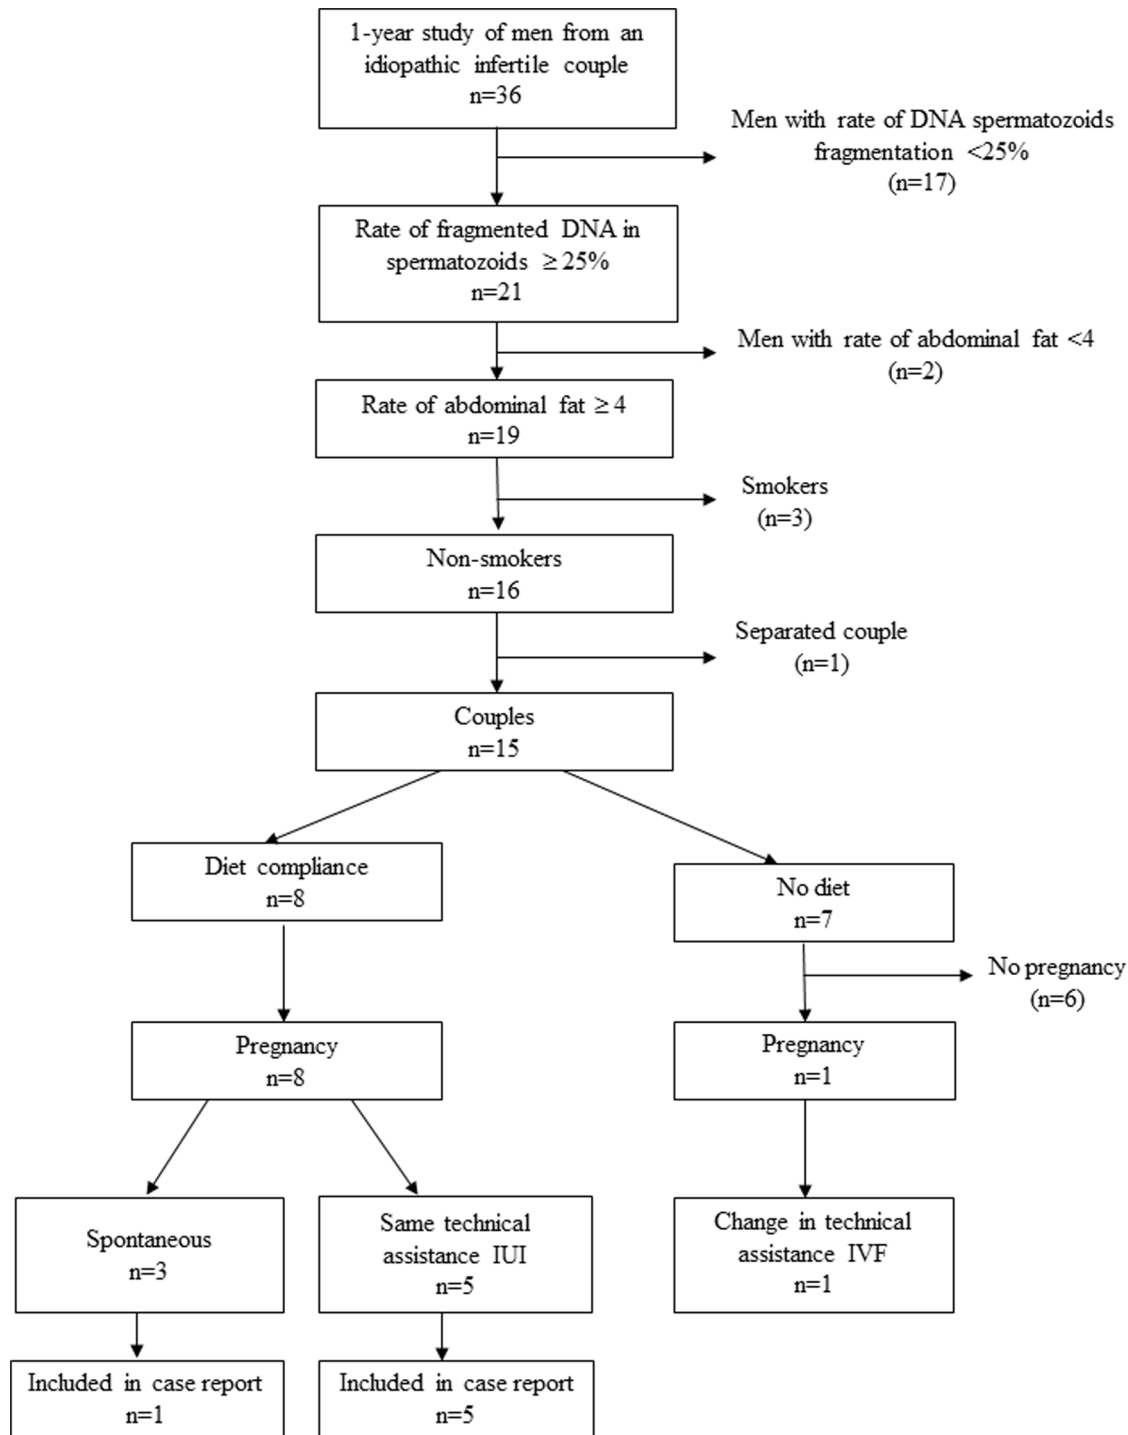 1-year study of men from an
idiopathic infertile couple
n=36
Men with rate of DNA spermatozoids
fragmentation <25%
(n=17)
Rate of fragmented DNA in
spermatozoids ≥ 25%
n=21
Men with rate of abdominal fat <4
(n=2)
Rate of abdominal fat ≥ 4
n=19
Smokers
(n=3)
Non-smokers
n=16
Separated couple
(n=1)
Couples
n=15
Diet compliance
n=8
No diet
n=7
No pregnancy
(n=6)
Pregnancy
n=8
Pregnancy
n=1
Spontaneous
n=3
Same technical
assistance IUI
n=5
Change in technical
assistance IVF
n=1
Included in case report
n=1
Included in case report
n=5